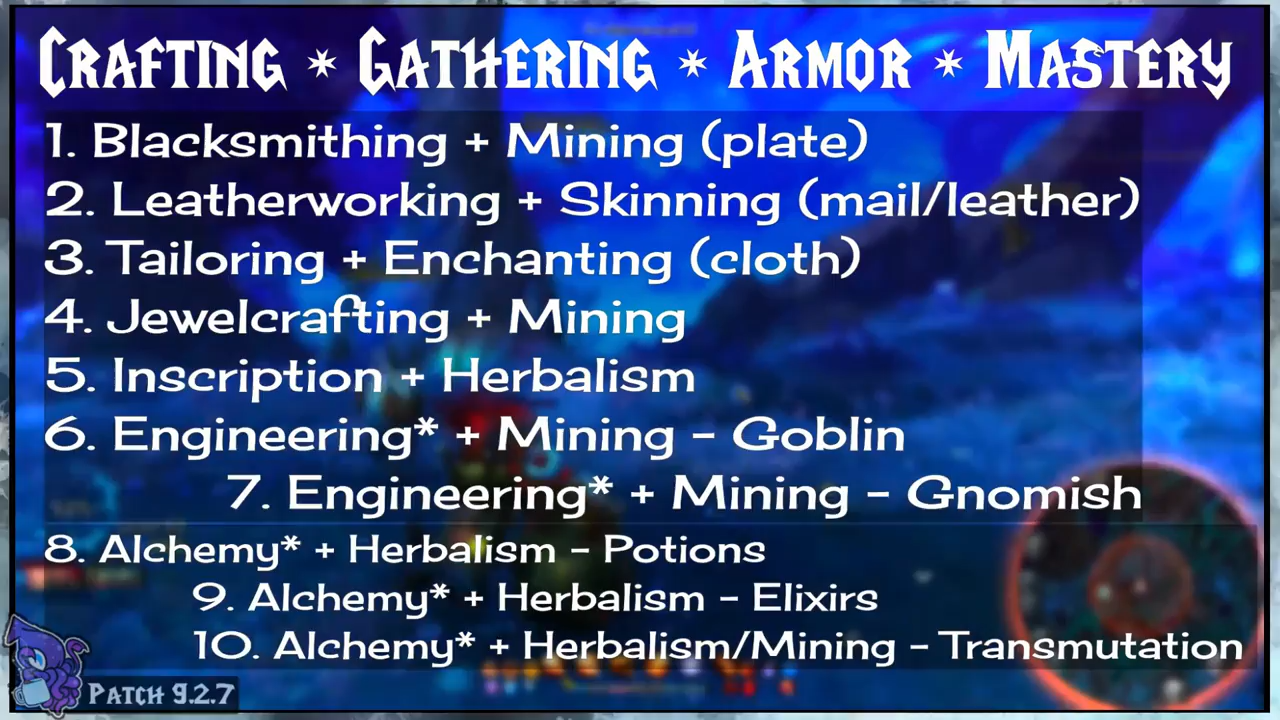 Crafting * Gathering * Armor * Mastery
1. Blacksmithing + Mining (plate)
2. Leatherworking + Skinning (mail/leather)
3. Tailoring + Enchanting (cloth)
4. Jewelcrafting + Mining
5. Inscription + Herbalism
6. Engineering* + Mining - Goblin
7. Engineering* + Mining - Gnomish
8. Alchemy* + Herbalism - Potions
9. Alchemy* + Herbalism - Elixirs
10. Alchemy* + Herbalism/Mining - Transmutation
Patch 9.2.7